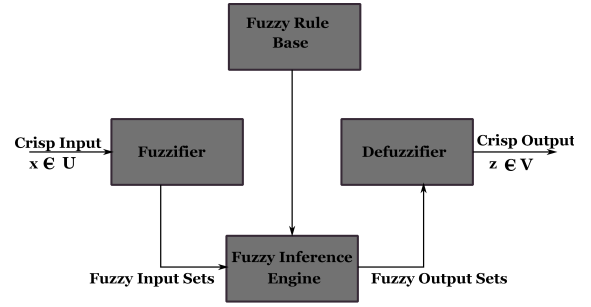 Fuzzy Rule
Base
Crisp Input
x ∈ U
Fuzzifier
Defuzzifier
Crisp Output
z ∈ V
Fuzzy Inference
Engine
Fuzzy Input Sets
Fuzzy Output Sets